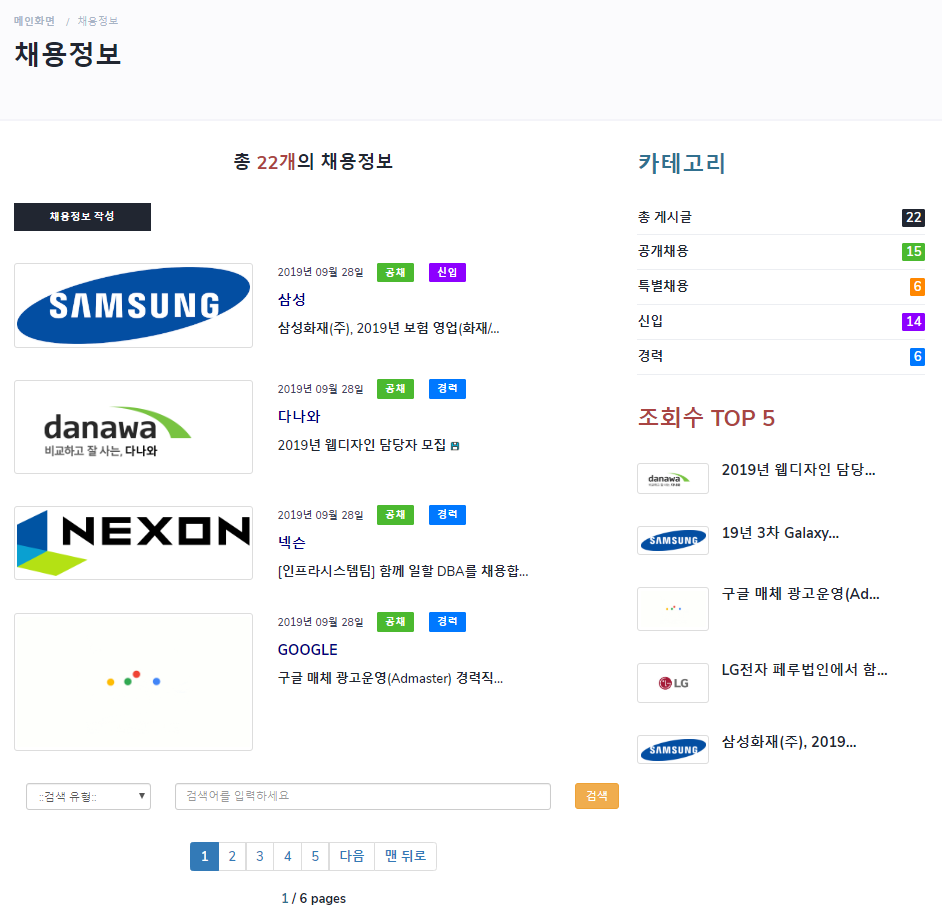 메인화면 / 채용정보
채용정보
총 22개의 채용정보
채용정보 작성
SAMSUNG
2019년 09월 28일 공채 신입
삼성
삼성화재(주), 2019년 보험 영업(화재/...
danawa
비교하고 잘 사는, 다나와
2019년 09월 28일 공채 경력
다나와
2019년 웹디자인 담당자 모집
NEXON
2019년 09월 28일 공채 경력
넥슨
[인프라시스템팀] 함께 일할 DBA를 채용합...
2019년 09월 28일 공채 경력
GOOGLE
구글 매체 광고운영(Admaster) 경력직...
::검색 유형::
검색어를 입력하세요
검색
1 2 3 4 5 다음 맨 뒤로
1 / 6 pages
카테고리
총 게시글 22
공개채용 15
특별채용 6
신입 14
경력 6
조회수 TOP 5
danawa
2019년 웹디자인 담당...
SAMSUNG
19년 3차 Galaxy...
구글 매체 광고운영(Ad...
LG
LG전자 페루법인에서 함...
SAMSUNG
삼성화재(주), 2019...